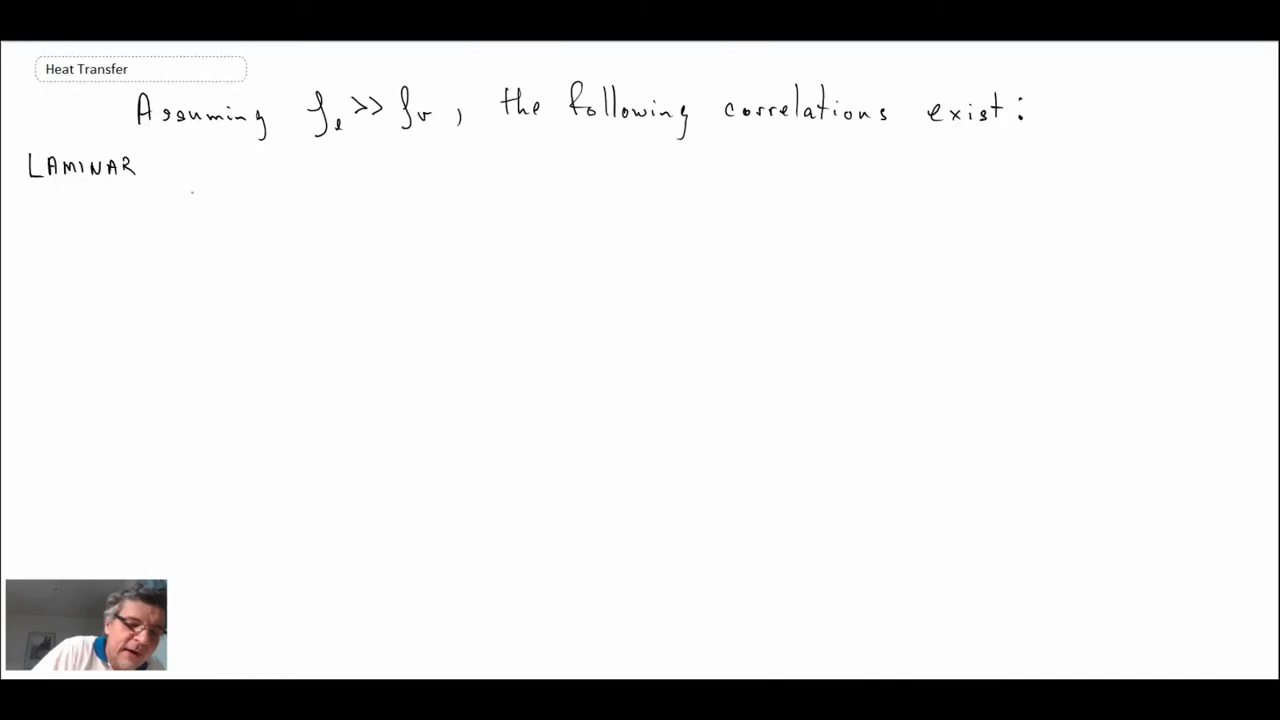 Heat Transfer
Assuming ρₗ >> ρᵥ, the following correlations exist:
LAMINAR